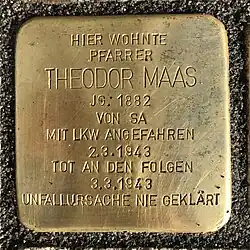 HIER WOHNTE
PFARRER
THEODOR MAAS
JG. 1882
VON SA
MIT LKW ANGEFAHREN
2.3.1943
TOT AN DEN FOLGEN
3.3.1943
UNFALLURSACHE NIE GEKLÄRT